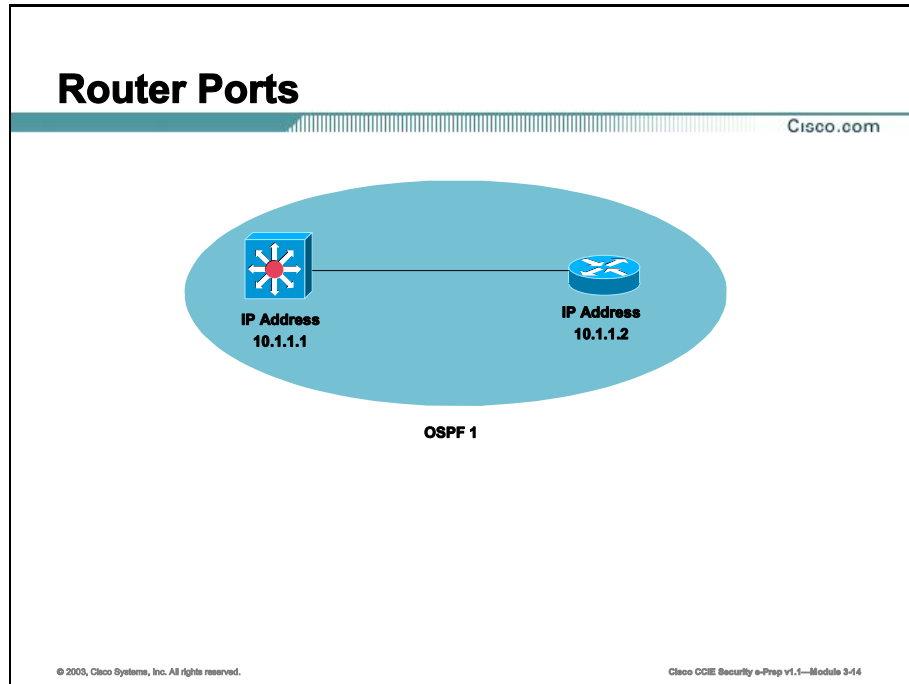 Router Ports
Cisco.com
IP Address
10.1.1.1
IP Address
10.1.1.2
OSPF 1
© 2003, Cisco Systems, Inc. All rights reserved.
Cisco CCIE Security e-Prep v1.1—Module 3-14